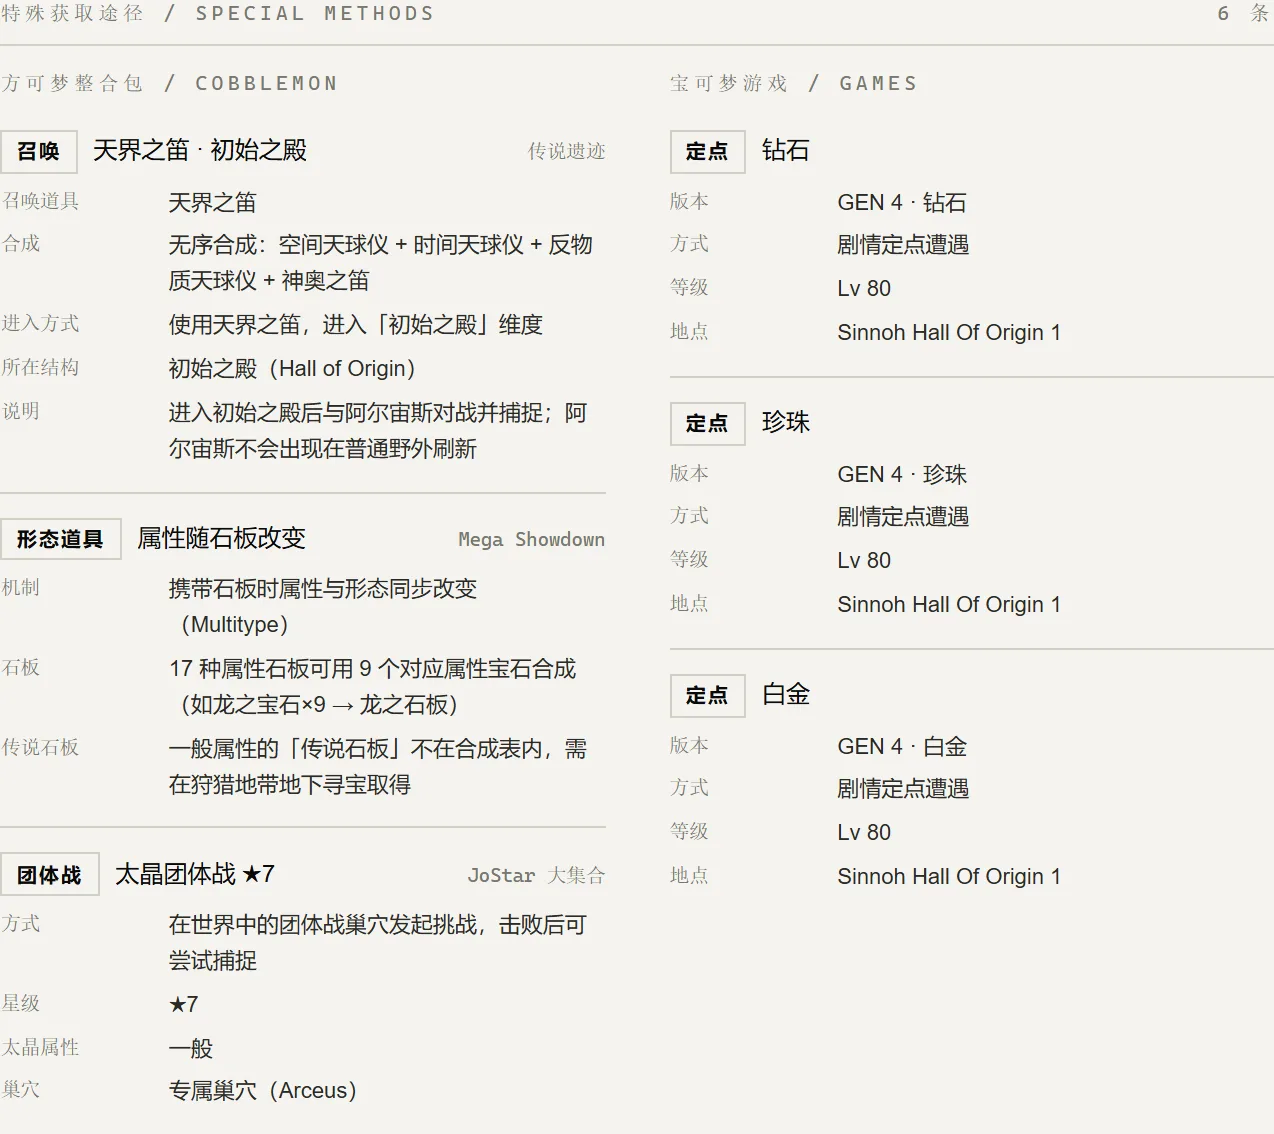 特殊获取途径 / SPECIAL METHODS
6 条
方可梦整合包 / COBBLEMON
召唤 天界之笛 · 初始之殿 传说遗迹
召唤道具 天界之笛
合成 无序合成：空间天球仪 + 时间天球仪 + 反物
质天球仪 + 神奥之笛
进入方式 使用天界之笛，进入「初始之殿」维度
所在结构 初始之殿（Hall of Origin）
说明 进入初始之殿后与阿尔宙斯对战并捕捉；阿
尔宙斯不会出现在普通野外刷新
形态道具 属性随石板改变 Mega Showdown
机制 携带石板时属性与形态同步改变
（Multitype）
石板 17 种属性石板可用 9 个对应属性宝石合成
（如龙之宝石×9 → 龙之石板）
传说石板 一般属性的「传说石板」不在合成表内，需
在狩猎地带地下寻宝取得
团体战 太晶团体战 ★7 JoStar 大集合
方式 在世界中的团体战巢穴发起挑战，击败后可
尝试捕捉
星级 ★7
太晶属性 一般
巢穴 专属巢穴（Arceus）
宝可梦游戏 / GAMES
定点 钻石
版本 GEN 4 · 钻石
方式 剧情定点遭遇
等级 Lv 80
地点 Sinnoh Hall Of Origin 1
定点 珍珠
版本 GEN 4 · 珍珠
方式 剧情定点遭遇
等级 Lv 80
地点 Sinnoh Hall Of Origin 1
定点 白金
版本 GEN 4 · 白金
方式 剧情定点遭遇
等级 Lv 80
地点 Sinnoh Hall Of Origin 1